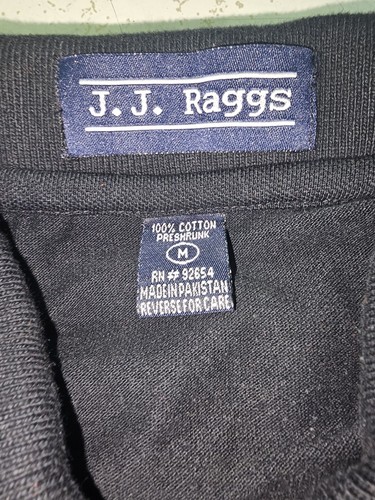 J. J. Raggs
100% COTTON
PRESHRUNK
M
RN # 92654
MADE IN PAKISTAN
REVERSE FOR CARE